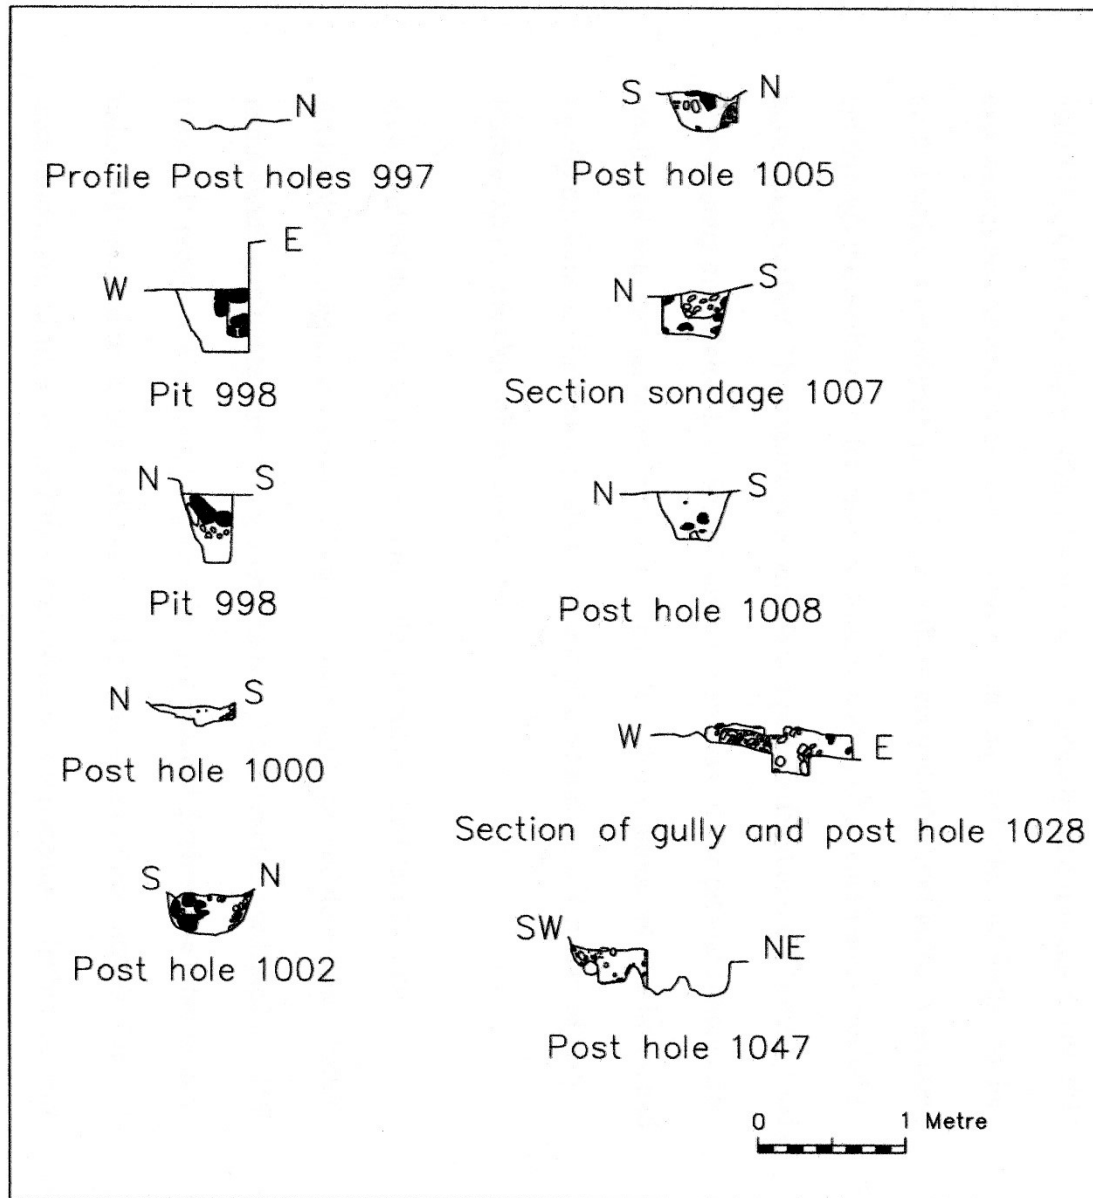 N
Profile Post holes 997
W E
Pit 998
N S
Pit 998
N S
Post hole 1000
S N
Post hole 1002
S N
Post hole 1005
N S
Section sondage 1007
N S
Post hole 1008
W E
Section of gully and post hole 1028
SW NE
Post hole 1047
0 1 Metre